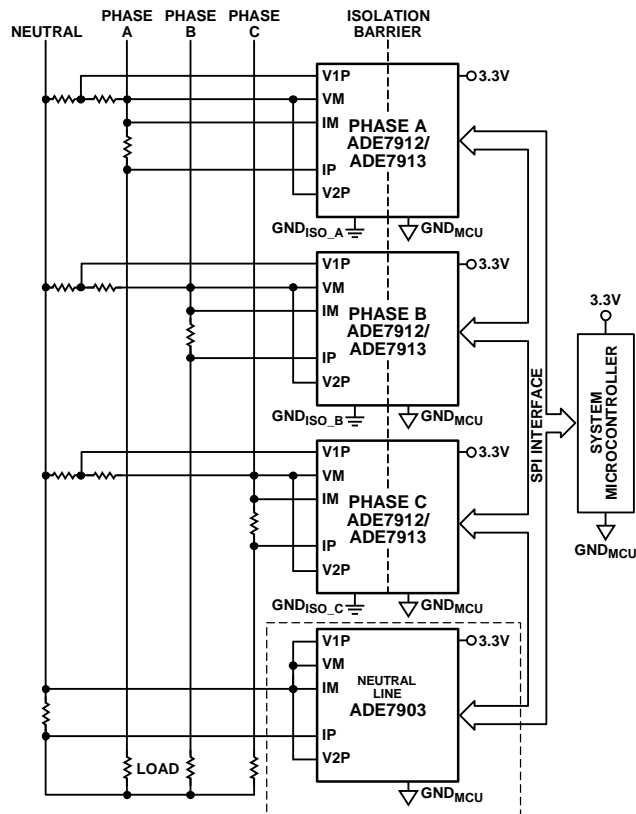 NEUTRAL
PHASE
A
PHASE
B
PHASE
C
ISOLATION
BARRIER
V1P
VM
IM
IP
V2P
PHASE A
ADE7912/
ADE7913
3.3V
GNDISO_A
GNDMCU
V1P
VM
IM
IP
V2P
PHASE B
ADE7912/
ADE7913
3.3V
GNDISO_B
GNDMCU
V1P
VM
IM
IP
V2P
PHASE C
ADE7912/
ADE7913
3.3V
GNDISO_C
GNDMCU
V1P
VM
IM
IP
V2P
NEUTRAL
LINE
ADE7903
3.3V
GNDMCU
LOAD
SPI INTERFACE
3.3V
SYSTEM
MICROCONTROLLER
GNDMCU